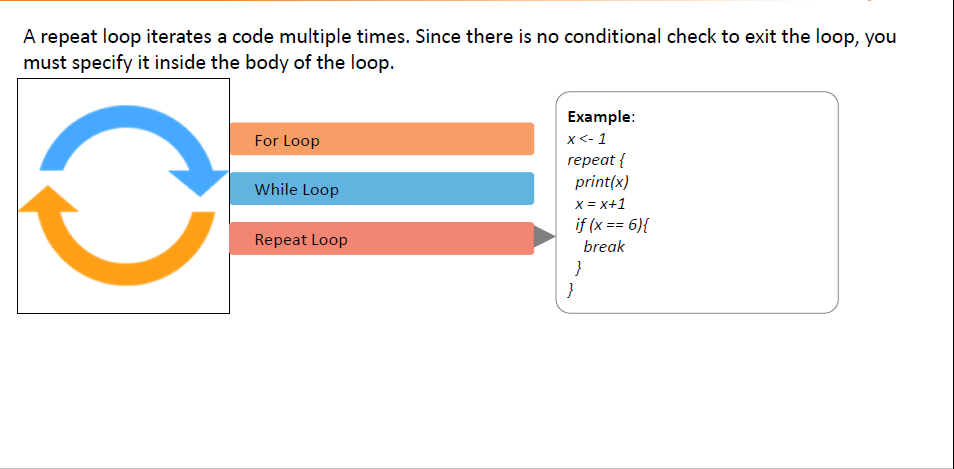 A repeat loop iterates a code multiple times. Since there is no conditional check to exit the loop, you
must specify it inside the body of the loop.
For Loop
While Loop
Repeat Loop
Example:
x <- 1
repeat {
print(x)
x = x+1
if (x == 6){
break
}
}